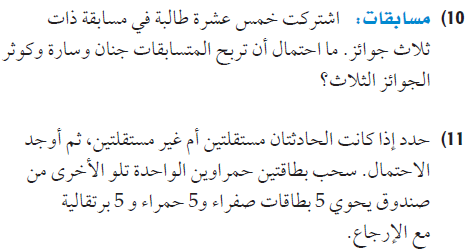 (10 مسابقات: اشتركت خمس عشرة طالبة في مسابقة ذات
ثلاث جوائز. ما احتمال أن تربح المتسابقات جنان وسارة وكوثر
الجوائز الثلاث؟
(11 حدد إذا كانت الحادثتان مستقلتين أم غير مستقلتين، ثم أوجد
الاحتمال. سحب بطاقتين حمراوين الواحدة تلو الأخرى من
صندوق يحوي 5 بطاقات صفراء و5 حمراء و 5 برتقالية
مع الإرجاع.